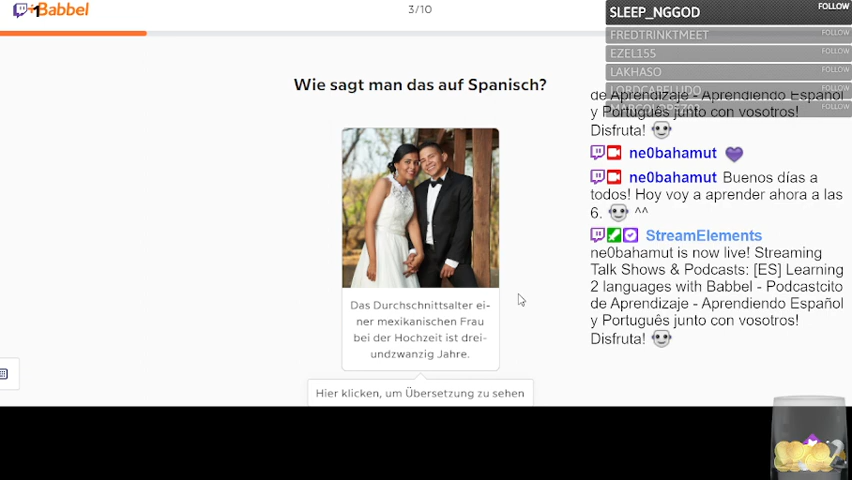 1
+Babbel
3/10
Wie sagt man das auf Spanisch?
Das Durchschnittsalter ei-
ner mexikanischen Frau
bei der Hochzeit ist drei-
undzwanzig Jahre.
Hier klicken, um Übersetzung zu sehen
SLEEP_NGGOD FOLLOW
FREDTRINKTMEET FOLLOW
EZEL155 FOLLOW
LAKHASO FOLLOW
LORDCABELUDO FOLLOW
FOLLOW
de Aprendizaje - Aprendiendo Español
y Portugués junto con vosotros!
Disfruta!
ne0bahamut
ne0bahamut Buenos días a
todos! Hoy voy a aprender ahora a las
6. ^^
StreamElements
ne0bahamut is now live! Streaming
Talk Shows & Podcasts: [ES] Learning
2 languages with Babbel - Podcastcito
de Aprendizaje - Aprendiendo Español
y Portugués junto con vosotros!
Disfruta!